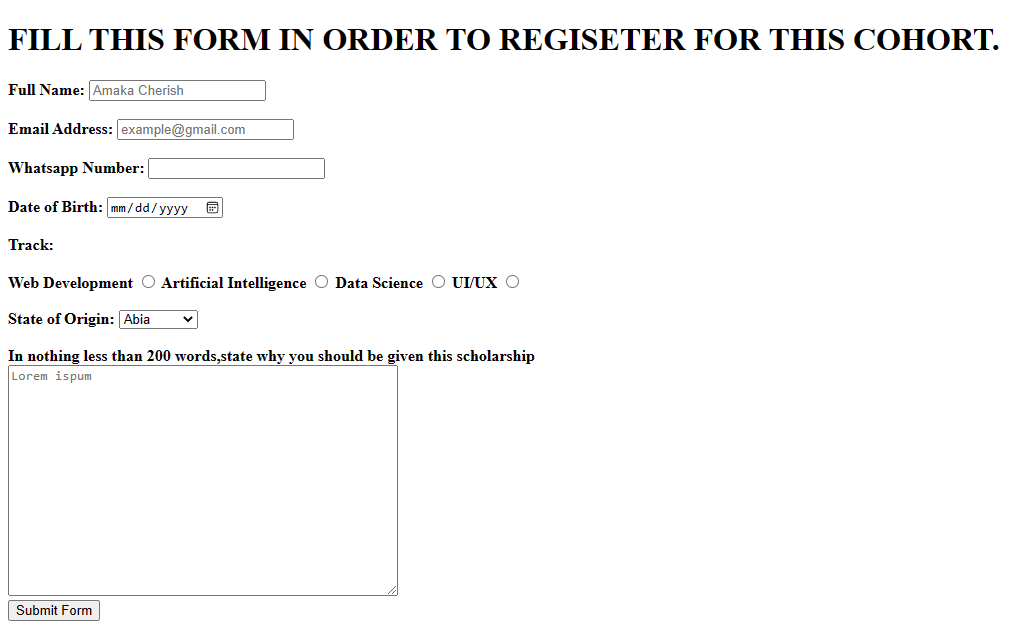 FILL THIS FORM IN ORDER TO REGISETER FOR THIS COHORT.
Full Name: Amaka Cherish
Email Address: example@gmail.com
Whatsapp Number:
Date of Birth: mm/dd/yyyy
Track:
Web Development Artificial Intelligence Data Science UI/UX
State of Origin: Abia
In nothing less than 200 words,state why you should be given this scholarship
Lorem ispum
Submit Form